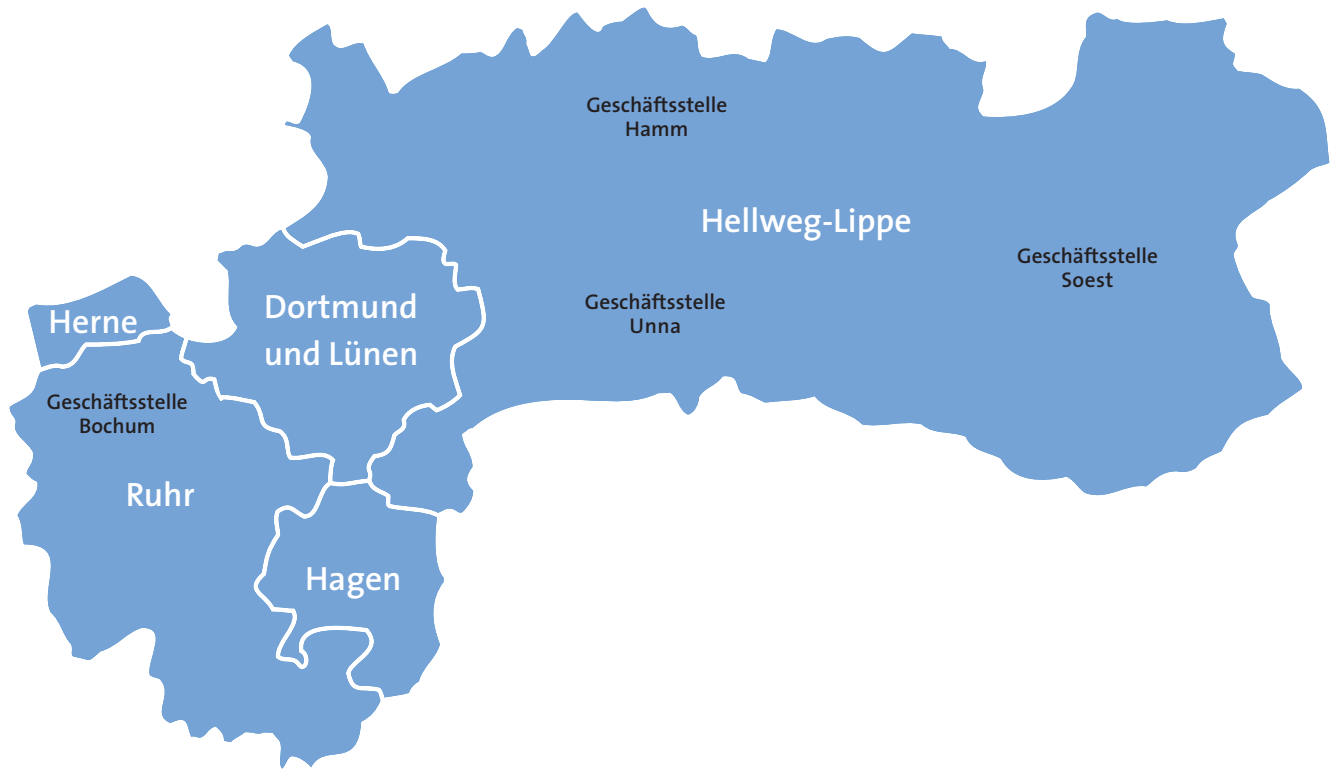 Geschäftsstelle
Hamm
Hellweg-Lippe
Geschäftsstelle
Soest
Geschäftsstelle
Unna
Dortmund
und Lünen
Herne
Geschäftsstelle
Bochum
Ruhr
Hagen